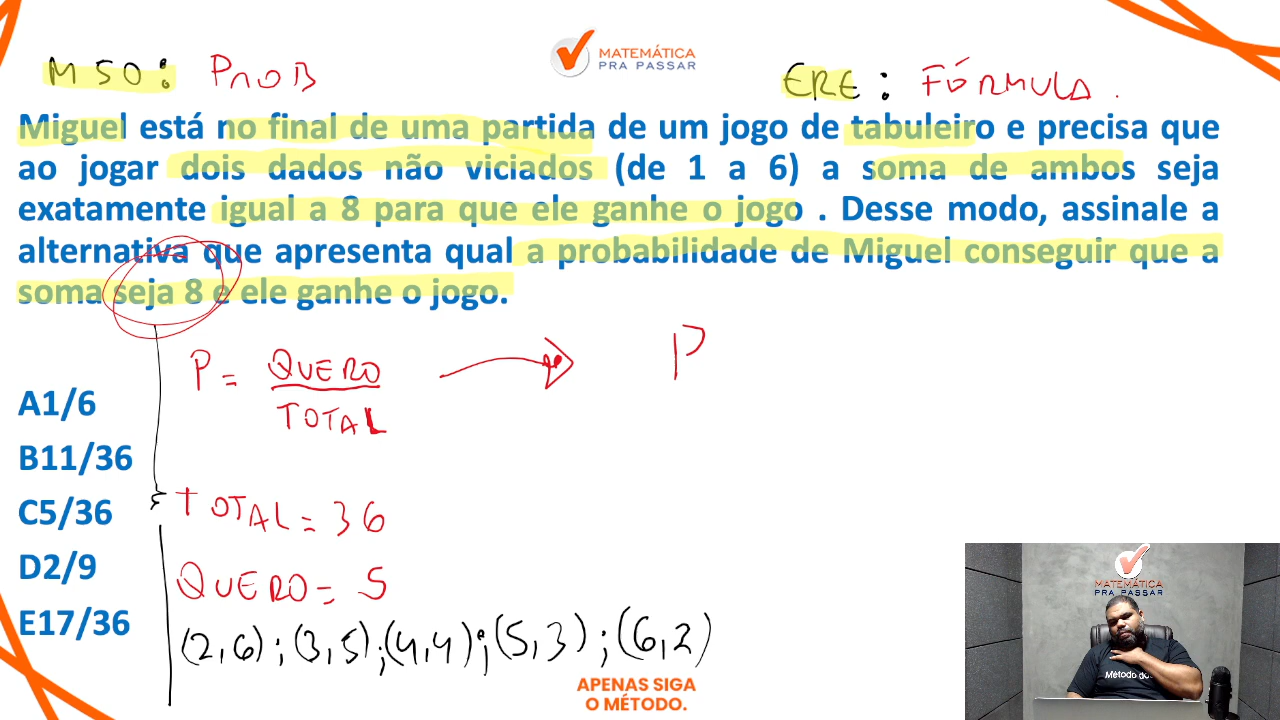 M50: PROB
MATEMÁTICA
PRA PASSAR
ERE: FÓRMULA.
Miguel está no final de uma partida de um jogo de tabuleiro e precisa que
ao jogar dois dados não viciados (de 1 a 6) a soma de ambos seja
exatamente igual a 8 para que ele ganhe o jogo . Desse modo, assinale a
alternativa que apresenta qual a probabilidade de Miguel conseguir que a
soma seja 8 e ele ganhe o jogo.
P = QUERO
TOTAL
P
A1/6
B11/36
C5/36
TOTAL = 36
D2/9
QUERO = 5
E17/36
(2,6);(3,5);(4,4);(5,3);(6,2)
MATEMÁTICA
PRA PASSAR
APENAS SIGA
O MÉTODO.